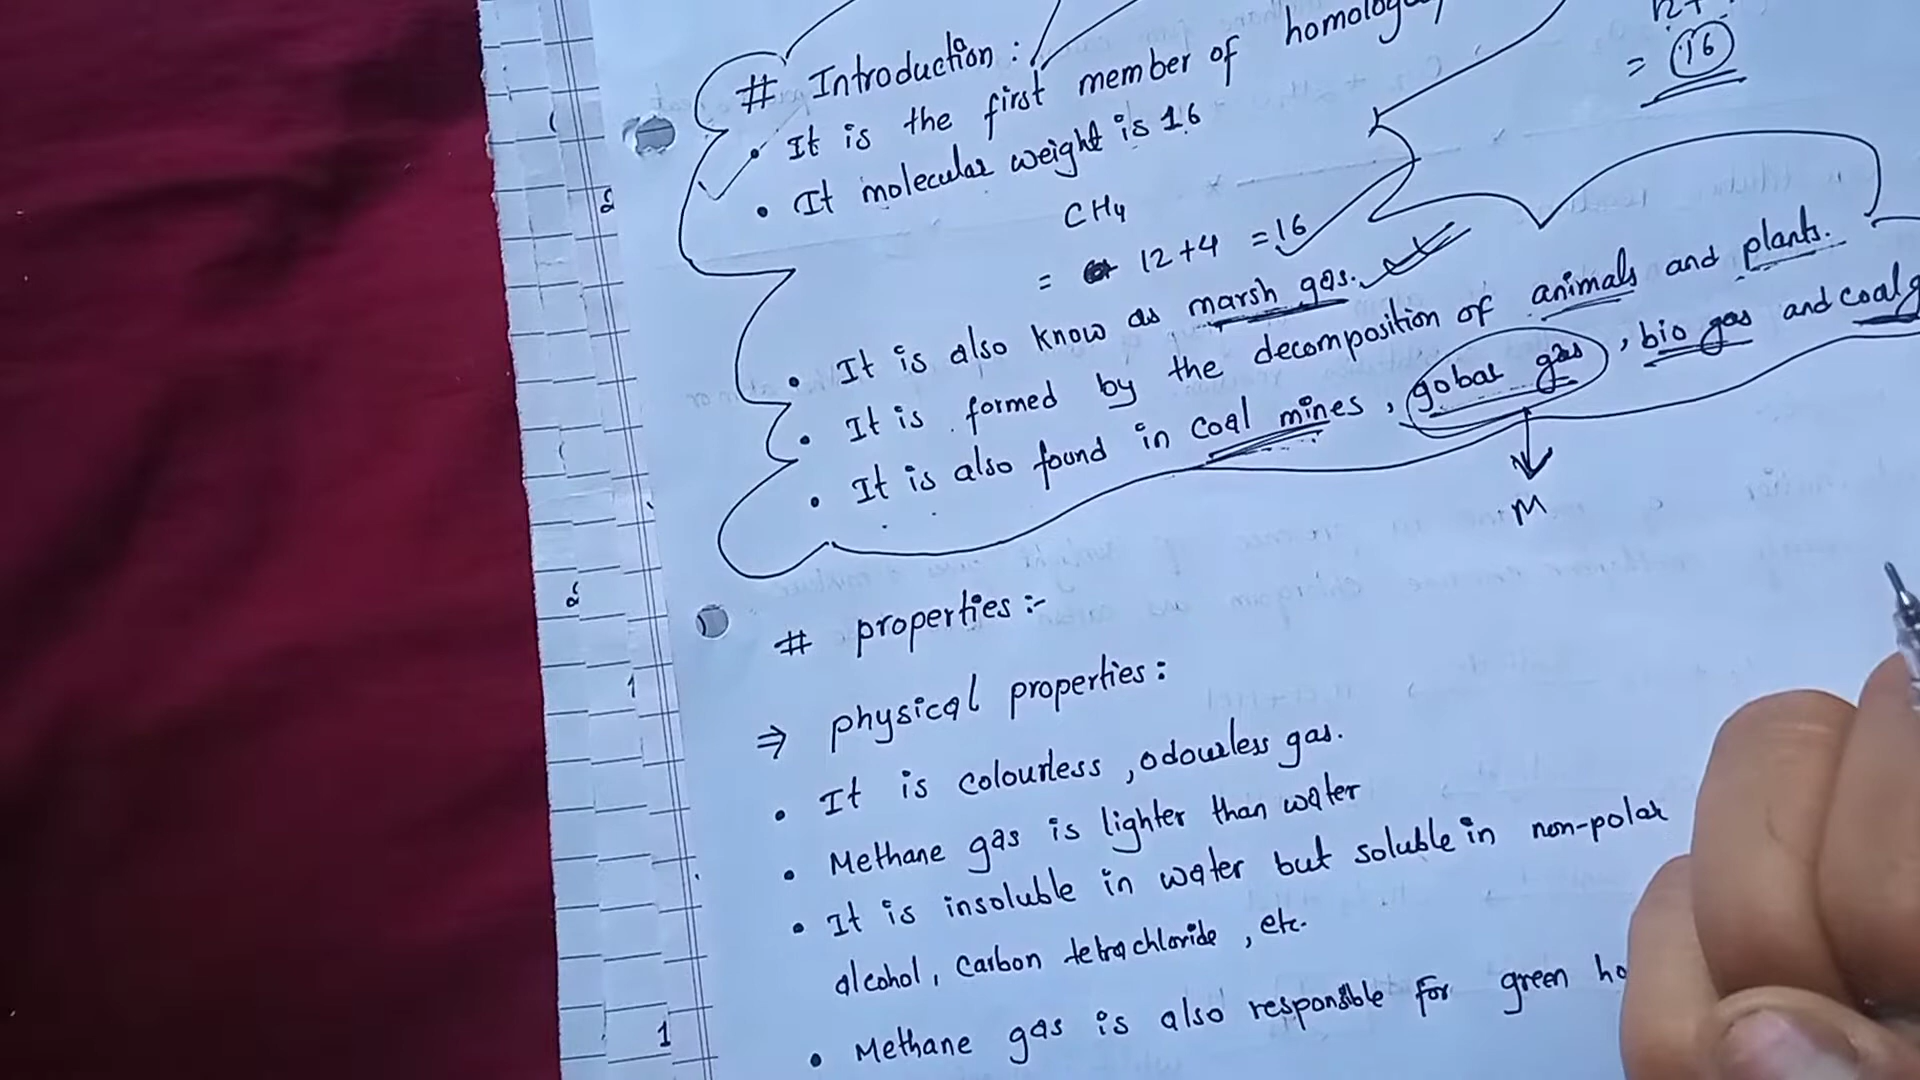 12+
= 16
# Introduction :
• It is the first member of
• It molecular weight is 16
CH4
= 12+4 =16
• It is also know as marsh gas.
• It is formed by the decomposition of animals and plants.
• It is also found in coal mines , gobar gas , bio gas and coal
M
# properties :-
⇒ physical properties :
• It is colourless , odourless gas.
• Methane gas is lighter than water
• It is insoluble in water but soluble in non-polar
alcohol, carbon tetrachloride , etc.
• Methane gas is also responsible for green